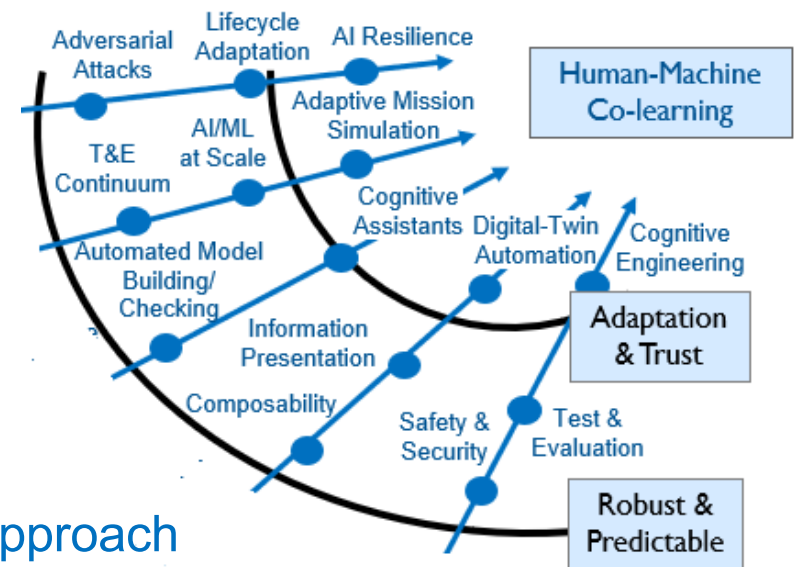 Lifecycle
Adaptation
Adversarial
Attacks
AI Resilience
Human-Machine
Co-learning
Adaptive Mission
Simulation
AI/ML
at Scale
T&E
Continuum
Cognitive
Assistants
Digital-Twin
Automation
Cognitive
Engineering
Automated Model
Building/
Checking
Adaptation
& Trust
Information
Presentation
Composability
Safety &
Security
Test &
Evaluation
Robust &
Predictable
pproach